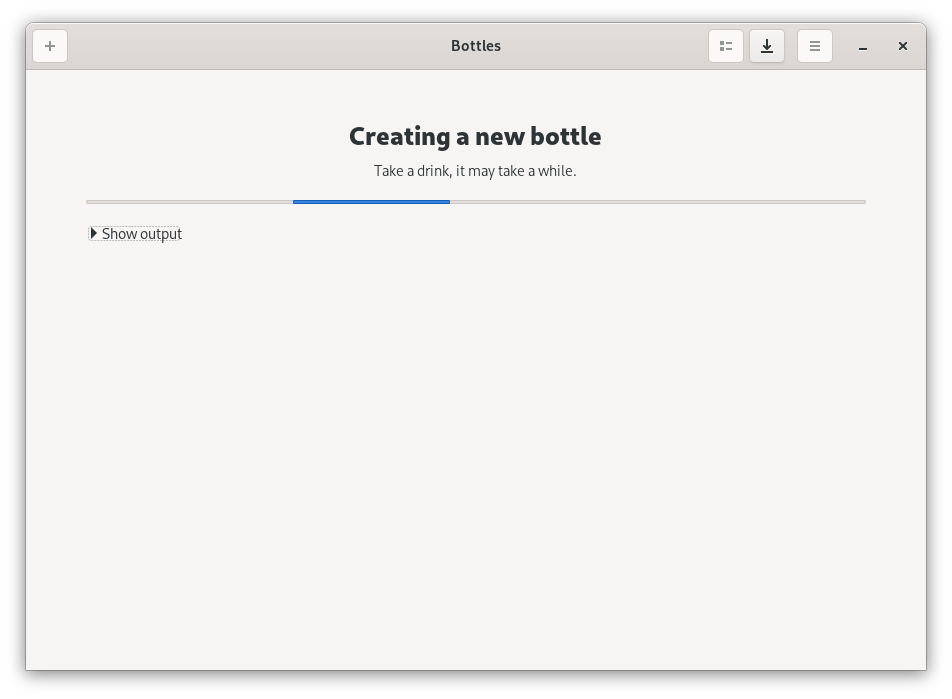 Bottles
Creating a new bottle
Take a drink, it may take a while.
Show output